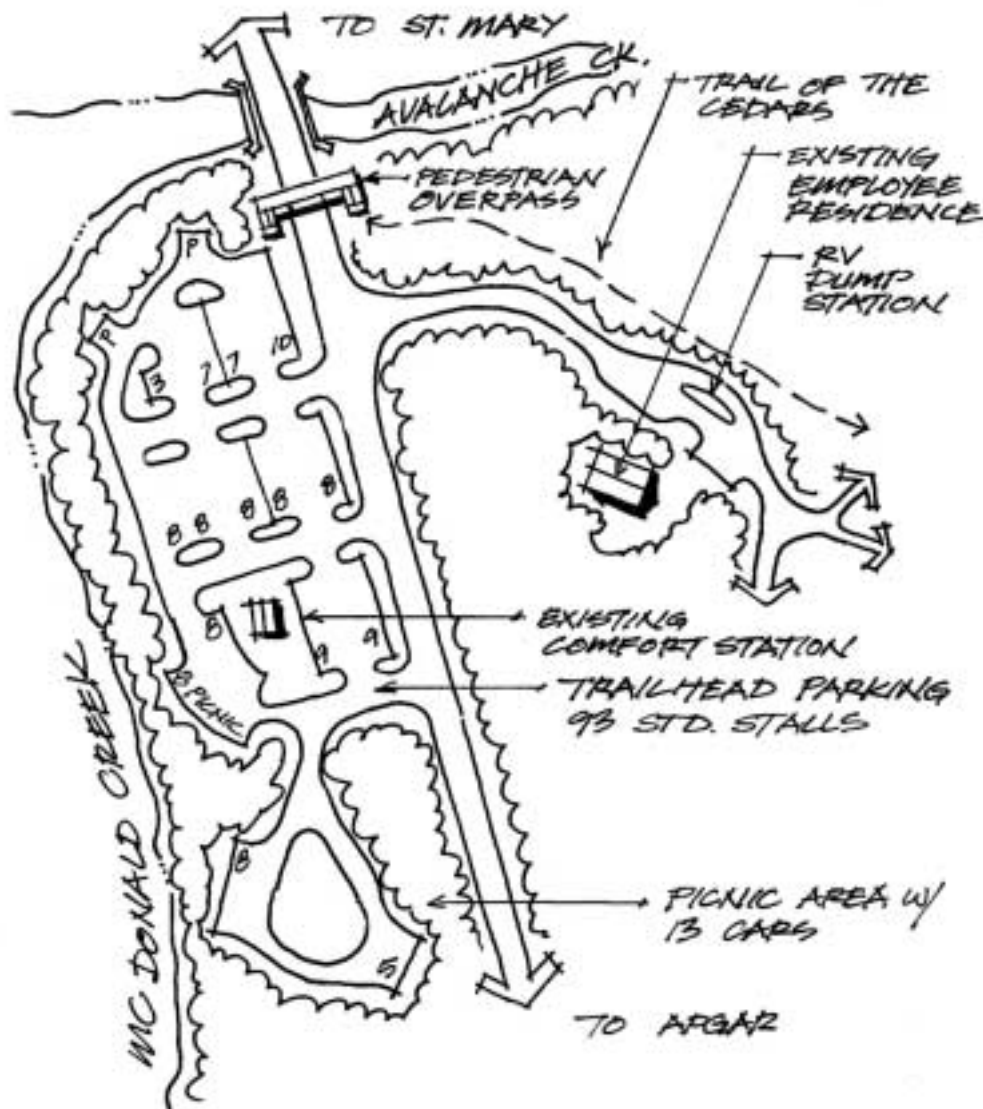 TO ST. MARY
AVALANCHE CK.
TRAIL OF THE
CEDARS
EXISTING
EMPLOYEE
RESIDENCE
PEDESTRIAN
OVERPASS
RV
DUMP
STATION
P
P
10
3
7 7
8
8 8 8 8
8
9
9
EXISTING
COMFORT STATION
8 PICNIC
TRAILHEAD PARKING
93 STD. STALLS
MC DONALD CREEK
8
5
PICNIC AREA W/
13 CARS
TO APGAR